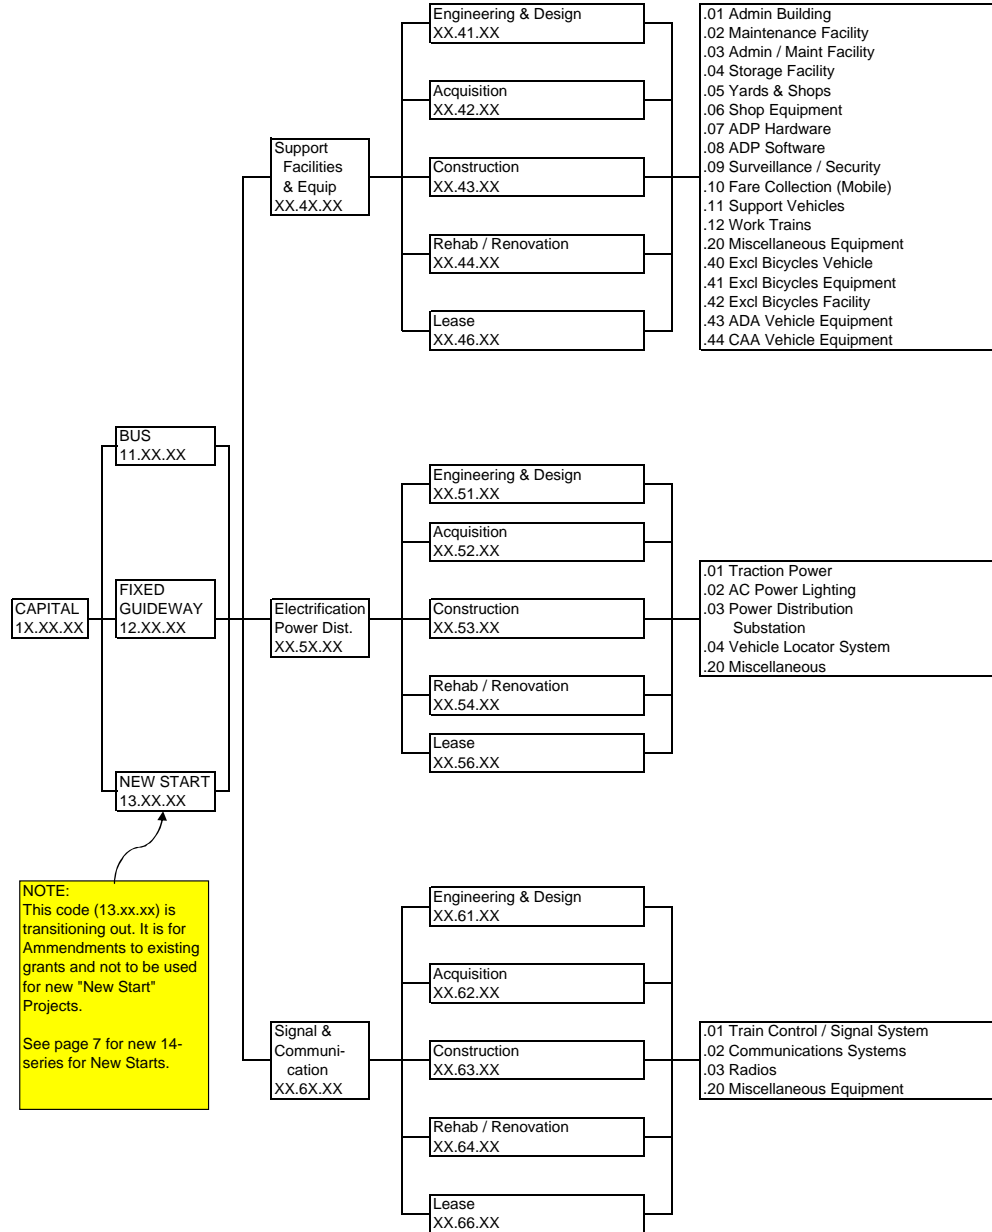 CAPITAL
1X.XX.XX
BUS
11.XX.XX
FIXED
GUIDEWAY
12.XX.XX
NEW START
13.XX.XX
NOTE:
This code (13.xx.xx) is
transitioning out. It is for
Ammendments to existing
grants and not to be used
for new "New Start"
Projects.
See page 7 for new 14-
series for New Starts.
Support
Facilities
& Equip
XX.4X.XX
Engineering & Design
XX.41.XX
Acquisition
XX.42.XX
Construction
XX.43.XX
Rehab / Renovation
XX.44.XX
Lease
XX.46.XX
.01 Admin Building
.02 Maintenance Facility
.03 Admin / Maint Facility
.04 Storage Facility
.05 Yards & Shops
.06 Shop Equipment
.07 ADP Hardware
.08 ADP Software
.09 Surveillance / Security
.10 Fare Collection (Mobile)
.11 Support Vehicles
.12 Work Trains
.20 Miscellaneous Equipment
.40 Excl Bicycles Vehicle
.41 Excl Bicycles Equipment
.42 Excl Bicycles Facility
.43 ADA Vehicle Equipment
.44 CAA Vehicle Equipment
Electrification
Power Dist.
XX.5X.XX
Engineering & Design
XX.51.XX
Acquisition
XX.52.XX
Construction
XX.53.XX
Rehab / Renovation
XX.54.XX
Lease
XX.56.XX
.01 Traction Power
.02 AC Power Lighting
.03 Power Distribution
Substation
.04 Vehicle Locator System
.20 Miscellaneous
Signal &
Communi-
cation
XX.6X.XX
Engineering & Design
XX.61.XX
Acquisition
XX.62.XX
Construction
XX.63.XX
Rehab / Renovation
XX.64.XX
Lease
XX.66.XX
.01 Train Control / Signal System
.02 Communications Systems
.03 Radios
.20 Miscellaneous Equipment